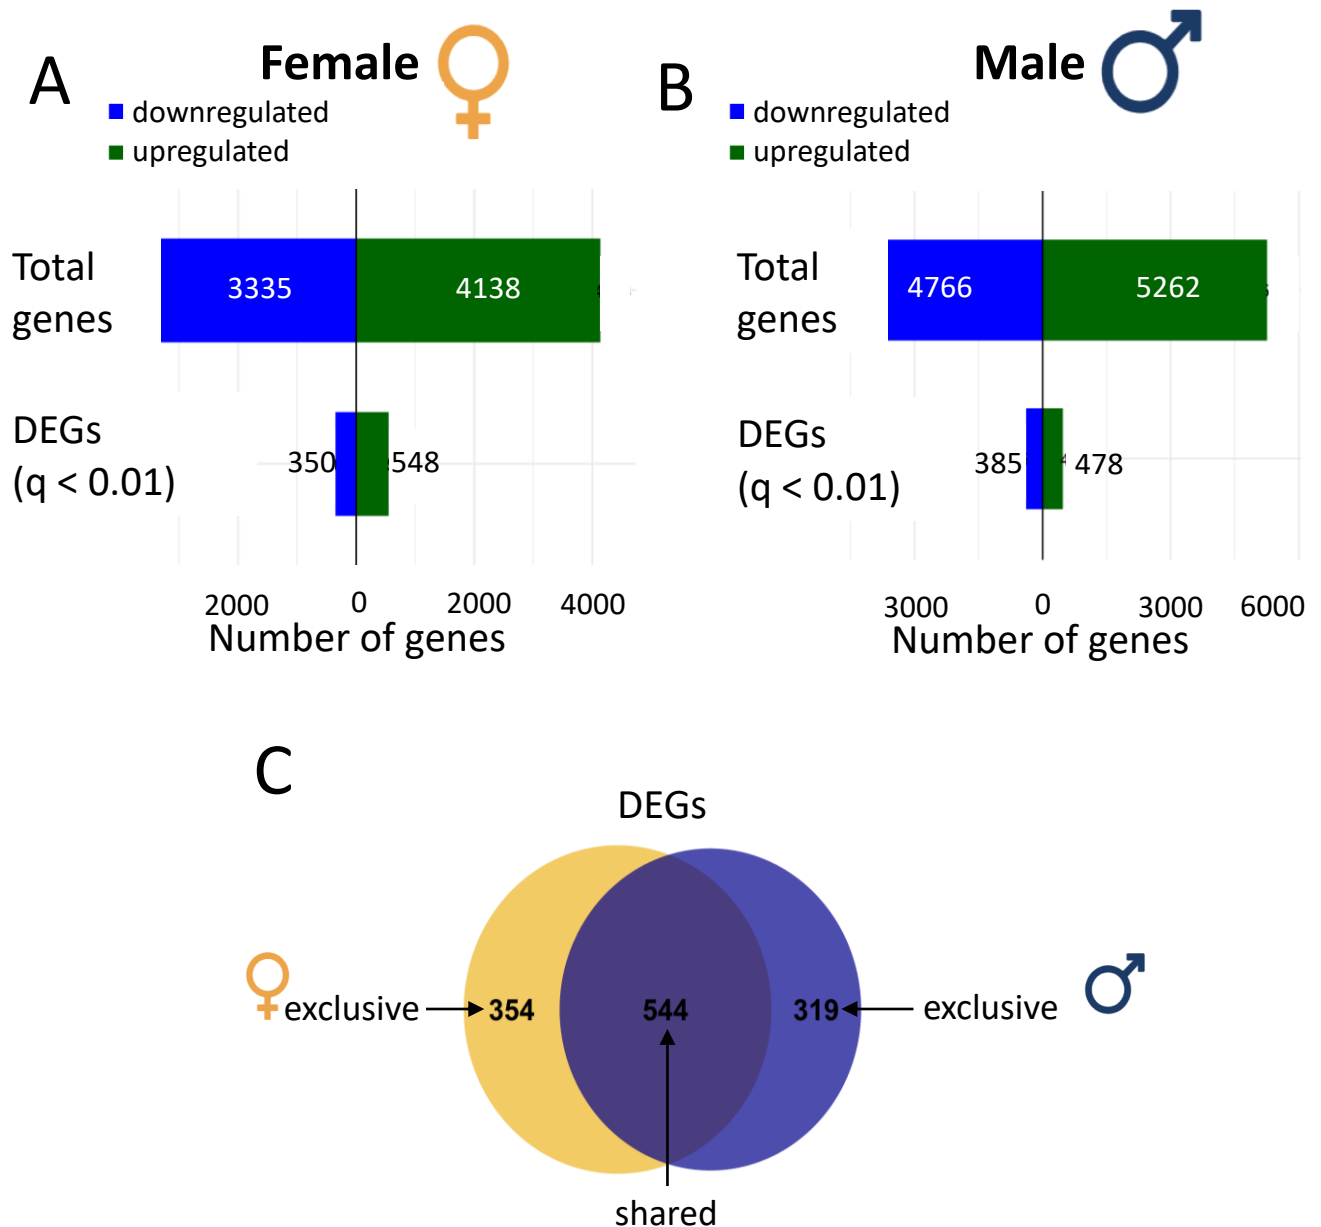 A
Female
downregulated
upregulated
Total
genes
3335
4138
DEGs
(q < 0.01)
350
548
2000
0
2000
4000
Number of genes
B
Male
downregulated
upregulated
Total
genes
4766
5262
DEGs
(q < 0.01)
385
478
3000
0
3000
6000
Number of genes
C
DEGs
exclusive
354
544
319
exclusive
shared